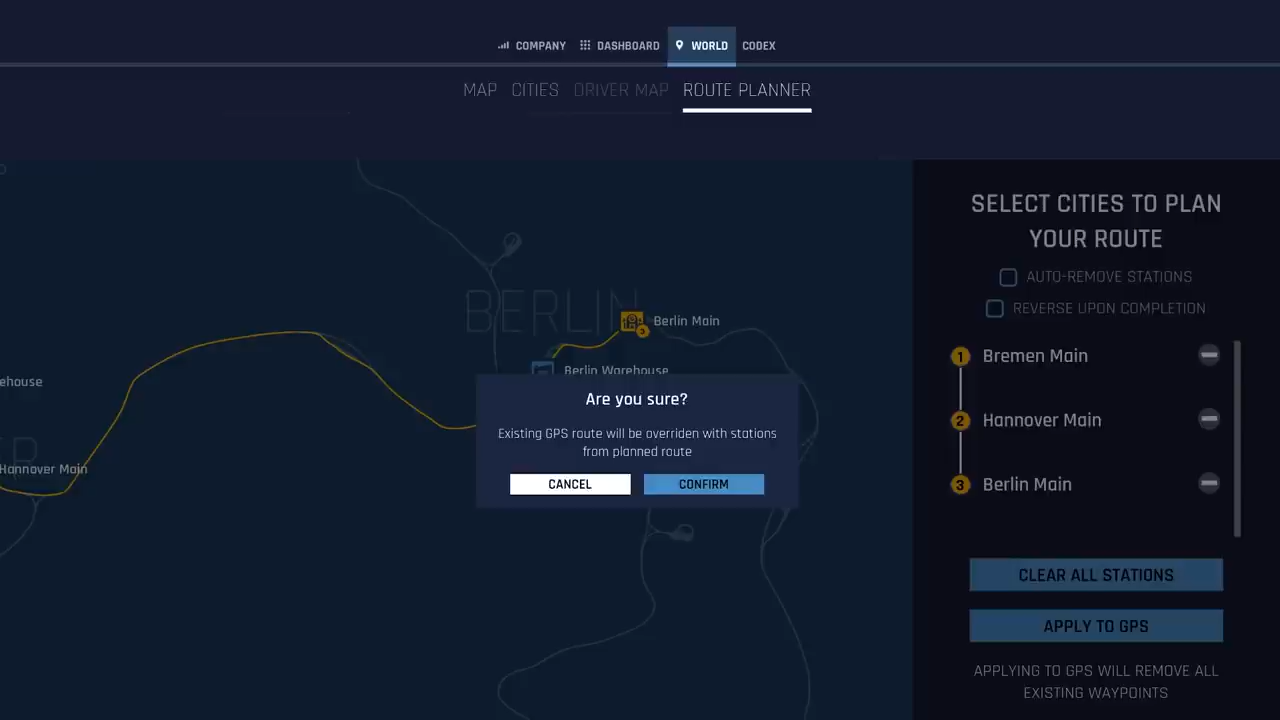 COMPANY
DASHBOARD
WORLD
CODEX
MAP
CITIES
DRIVER MAP
ROUTE PLANNER
SELECT CITIES TO PLAN
YOUR ROUTE
AUTO-REMOVE STATIONS
REVERSE UPON COMPLETION
BERLIN
Berlin Main
3
Berlin Warehouse
ehouse
ER
Hannover Main
1 Bremen Main
2 Hannover Main
3 Berlin Main
Are you sure?
Existing GPS route will be overriden with stations
from planned route
CANCEL
CONFIRM
CLEAR ALL STATIONS
APPLY TO GPS
APPLYING TO GPS WILL REMOVE ALL
EXISTING WAYPOINTS